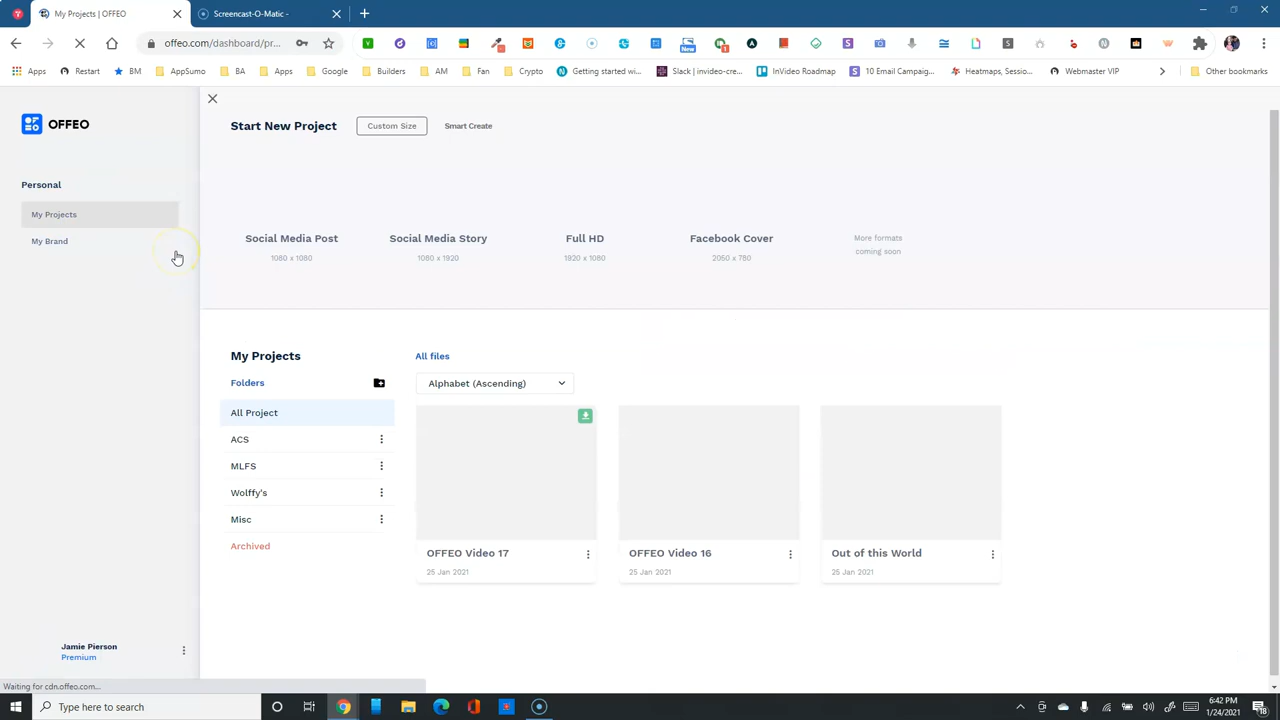 My Projects | OFFEO
Screencast-O-Matic -
offeo.com/dashboard/pr...
Apps
Restart
BM
AppSumo
BA
Apps
Google
Builders
AM
Fan
Crypto
Getting started wi...
Slack | invideo-cre...
InVideo Roadmap
10 Email Campaig...
Heatmaps, Sessio...
Webmaster VIP
Other bookmarks
OFFEO
Start New Project
Custom Size
Smart Create
Personal
My Projects
My Brand
Social Media Post
1080 x 1080
Social Media Story
1080 x 1920
Full HD
1920 x 1080
Facebook Cover
2050 x 780
More formats
coming soon
My Projects
Folders
All Project
ACS
MLFS
Wolffy's
Misc
Archived
All files
Alphabet (Ascending)
OFFEO Video 17
25 Jan 2021
OFFEO Video 16
25 Jan 2021
Out of this World
25 Jan 2021
Jamie Pierson
Premium
Waiting for cdn.offeo.com...
Type here to search
6:42 PM
1/24/2021